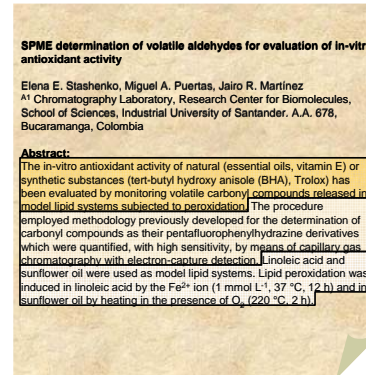 SPME determination of volatile aldehydes for evaluation of in-vitr
antioxidant activity
Elena E. Stashenko, Miguel A. Puertas, Jairo R. Martínez
A1 Chromatography Laboratory, Research Center for Biomolecules,
School of Sciences, Industrial University of Santander. A.A. 678,
Bucaramanga, Colombia
Abstract:
The in-vitro antioxidant activity of natural (essential oils, vitamin E) or
synthetic substances (tert-butyl hydroxy anisole (BHA), Trolox) has
been evaluated by monitoring volatile carbonyl compounds released in
model lipid systems subjected to peroxidation. The procedure
employed methodology previously developed for the determination of
carbonyl compounds as their pentafluorophenylhydrazine derivatives
which were quantified, with high sensitivity, by means of capillary gas
chromatography with electron-capture detection. Linoleic acid and
sunflower oil were used as model lipid systems. Lipid peroxidation was
induced in linoleic acid by the Fe2+ ion (1 mmol L-1, 37 °C, 12 h) and in
sunflower oil by heating in the presence of O2 (220 °C, 2 h).